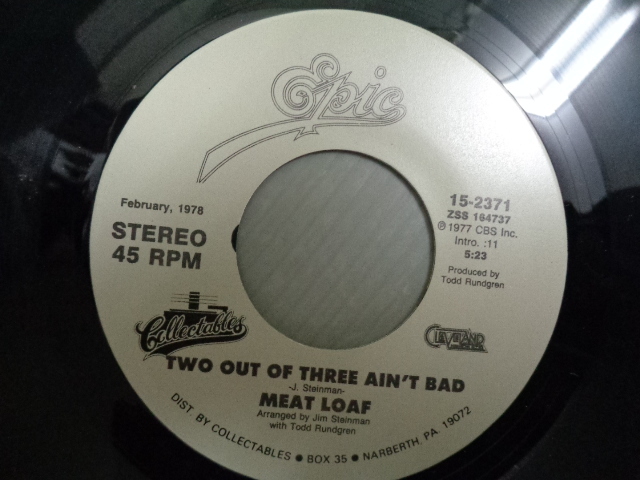 Epic
February, 1978
STEREO
45 RPM
15-2371
ZSS 164737
℗ 1977 CBS Inc.
Intro. :11
5:23
Produced by
Todd Rundgren
Collectables
CLEVELAND
TWO OUT OF THREE AIN'T BAD
-J. Steinman-
MEAT LOAF
Arranged by Jim Steinman
with Todd Rundgren
DIST. BY COLLECTABLES ● BOX 35 ● NARBERTH, PA. 19072